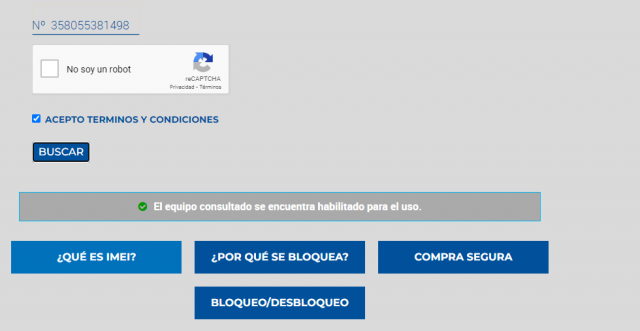 Nº 358055381498
No soy un robot
reCAPTCHA
Privacidad - Términos
ACEPTO TERMINOS Y CONDICIONES
BUSCAR
El equipo consultado se encuentra habilitado para el uso.
¿QUÉ ES IMEI? ¿POR QUÉ SE BLOQUEA? COMPRA SEGURA
BLOQUEO/DESBLOQUEO